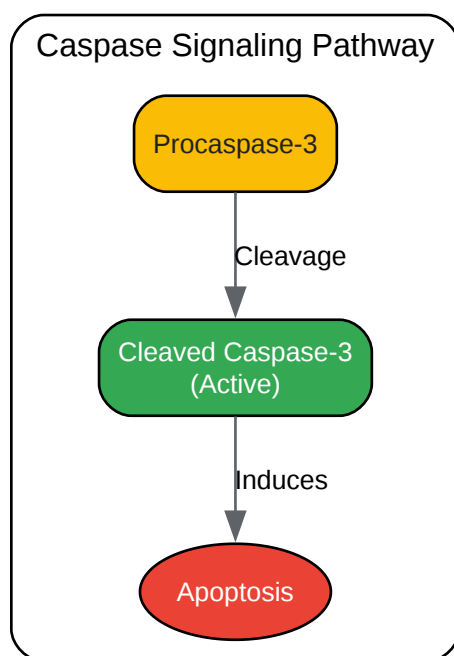 Caspase Signaling Pathway
Procaspase-3
Cleavage
Cleaved Caspase-3
(Active)
Induces
Apoptosis